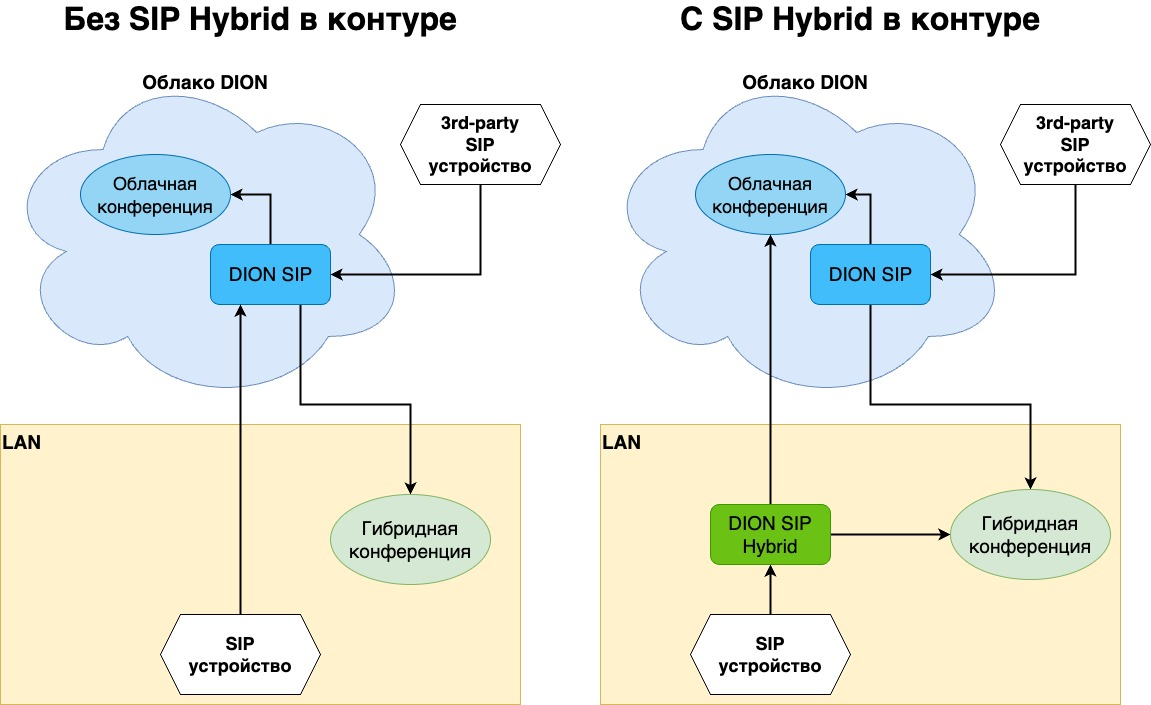 Без SIP Hybrid в контуре
Облако DION
3rd-party
SIP
устройство
Облачная
конференция
DION SIP
LAN
Гибридная
конференция
SIP
устройство
С SIP Hybrid в контуре
Облако DION
3rd-party
SIP
устройство
Облачная
конференция
DION SIP
LAN
DION SIP
Hybrid
Гибридная
конференция
SIP
устройство